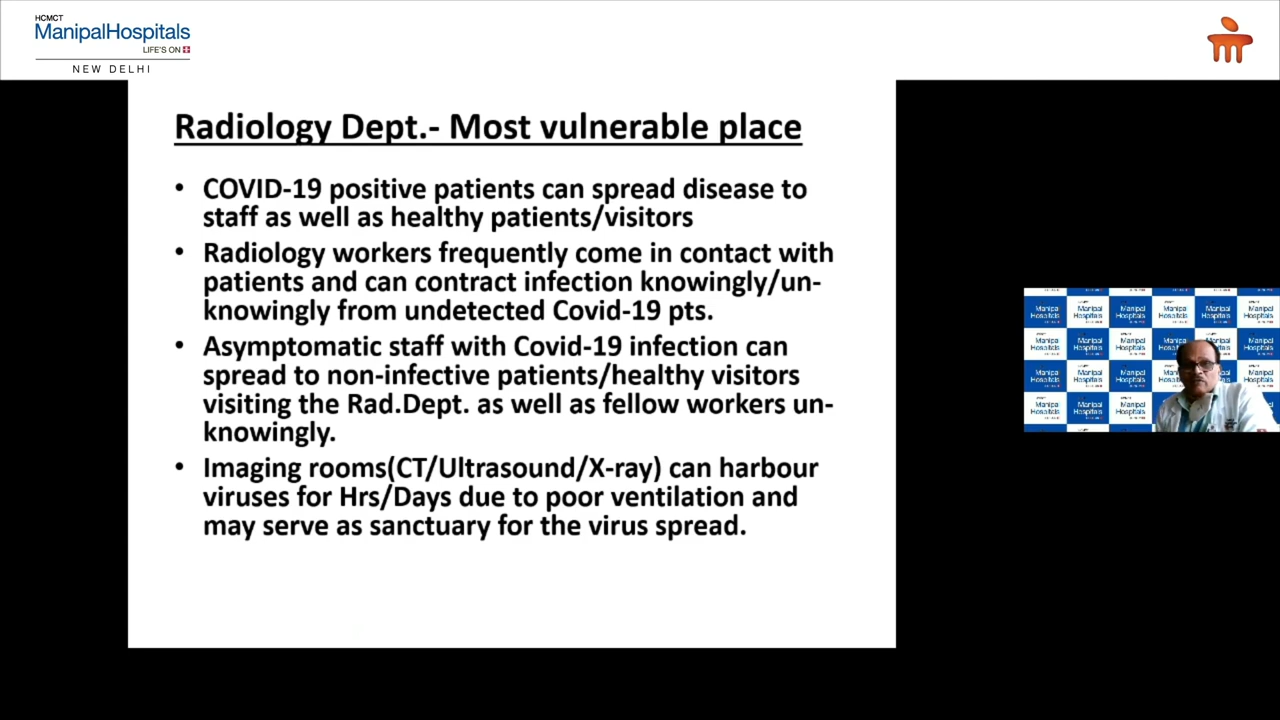 HCMCT
ManipalHospitals
LIFE'S ON
NEW DELHI
Radiology Dept.- Most vulnerable place
• COVID-19 positive patients can spread disease to
staff as well as healthy patients/visitors
• Radiology workers frequently come in contact with
patients and can contract infection knowingly/un-
knowingly from undetected Covid-19 pts.
• Asymptomatic staff with Covid-19 infection can
spread to non-infective patients/healthy visitors
visiting the Rad.Dept. as well as fellow workers un-
knowingly.
• Imaging rooms(CT/Ultrasound/X-ray) can harbour
viruses for Hrs/Days due to poor ventilation and
may serve as sanctuary for the virus spread.
Manipal
Hospitals